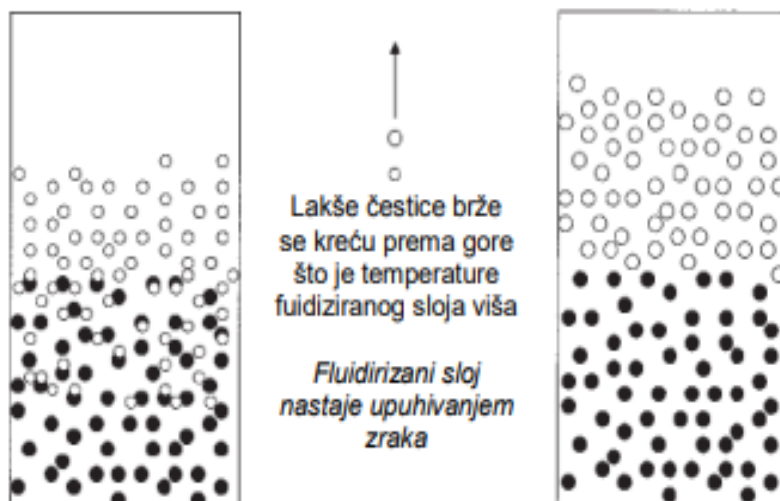 Lakše čestice brže
se kreću prema gore
što je temperature
fuidiziranog sloja viša
Fluidirizani sloj
nastaje upuhivanjem
zraka